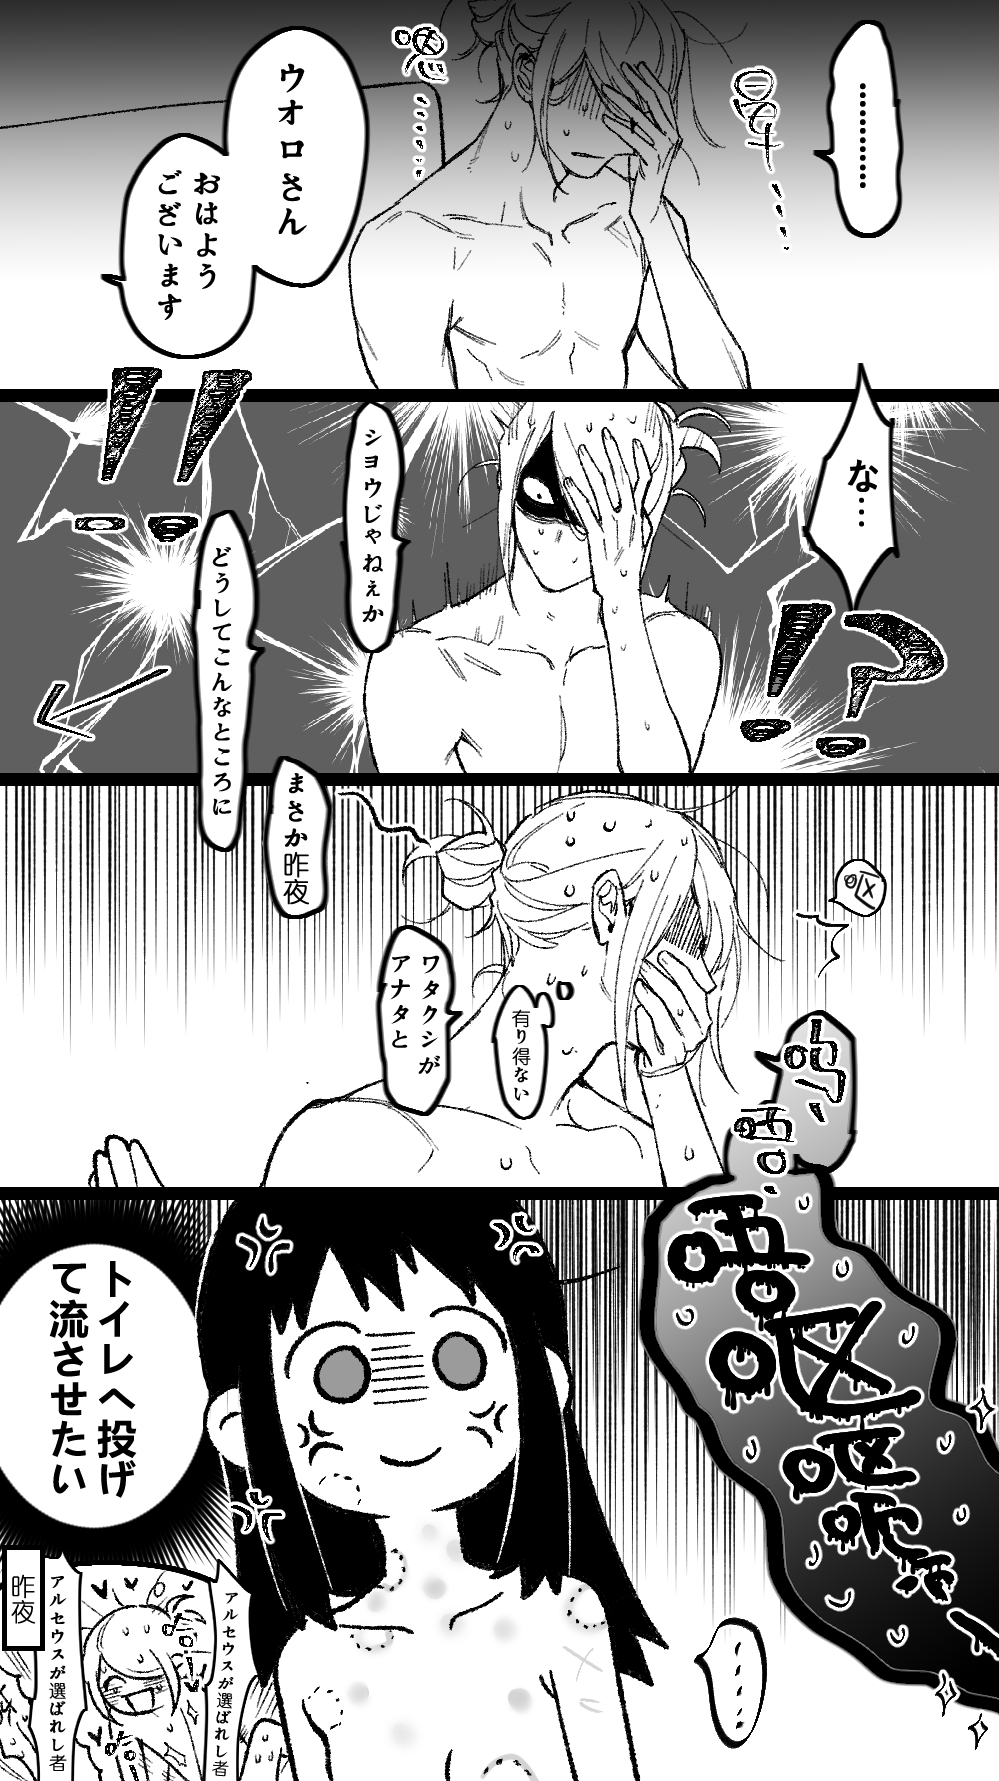 …………
ウオロさん
おはよう
ございます
な…
!?
ショウじゃねぇか
!!
どうしてこんなところに
まさか昨夜
ワタクシが
アナタと
有り得ない
トイレへ投げ
て流させたい
……
昨夜
アルセウスが選ばれし者
アルセウスが選ばれし者